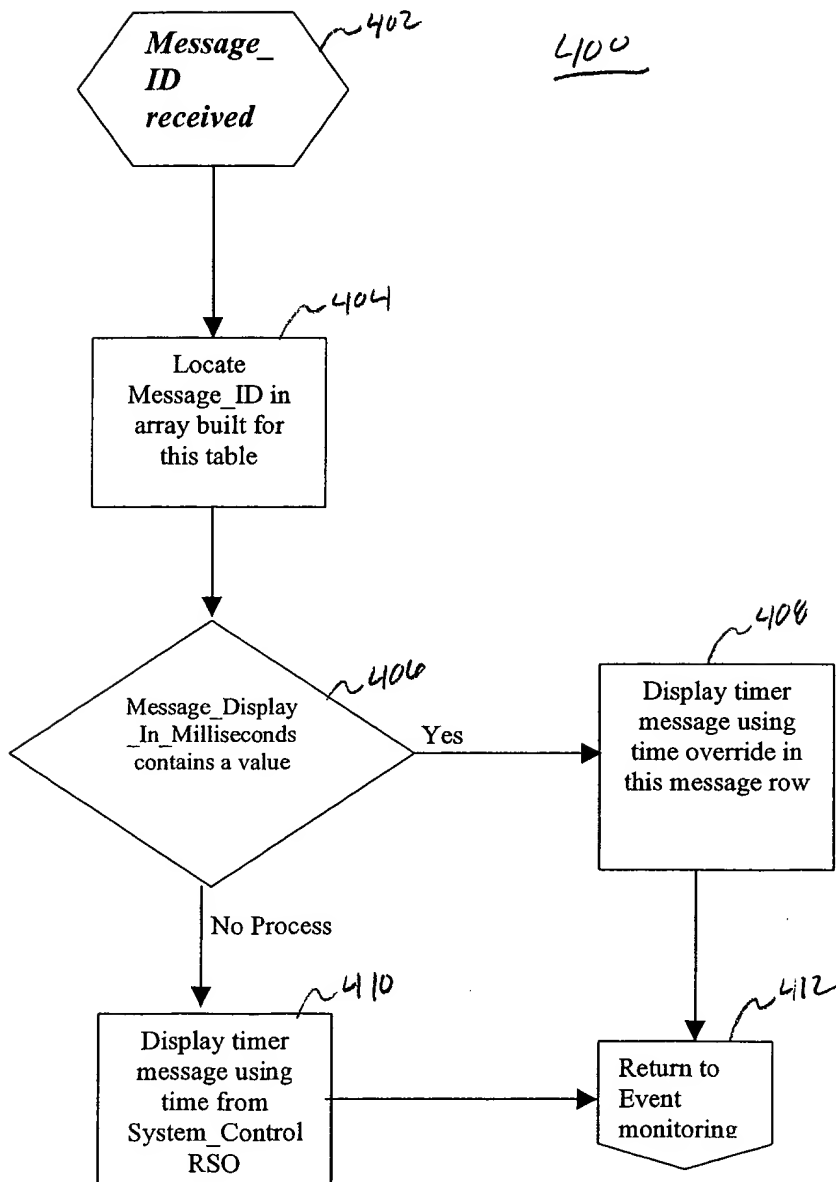 Message_
ID
received
402
400
404
Locate
Message_ID in
array built for
this table
406
Message_Display
_In_Milliseconds
contains a value
Yes
408
Display timer
message using
time override in
this message row
No Process
410
Display timer
message using
time from
System_Control
RSO
412
Return to
Event
monitoring